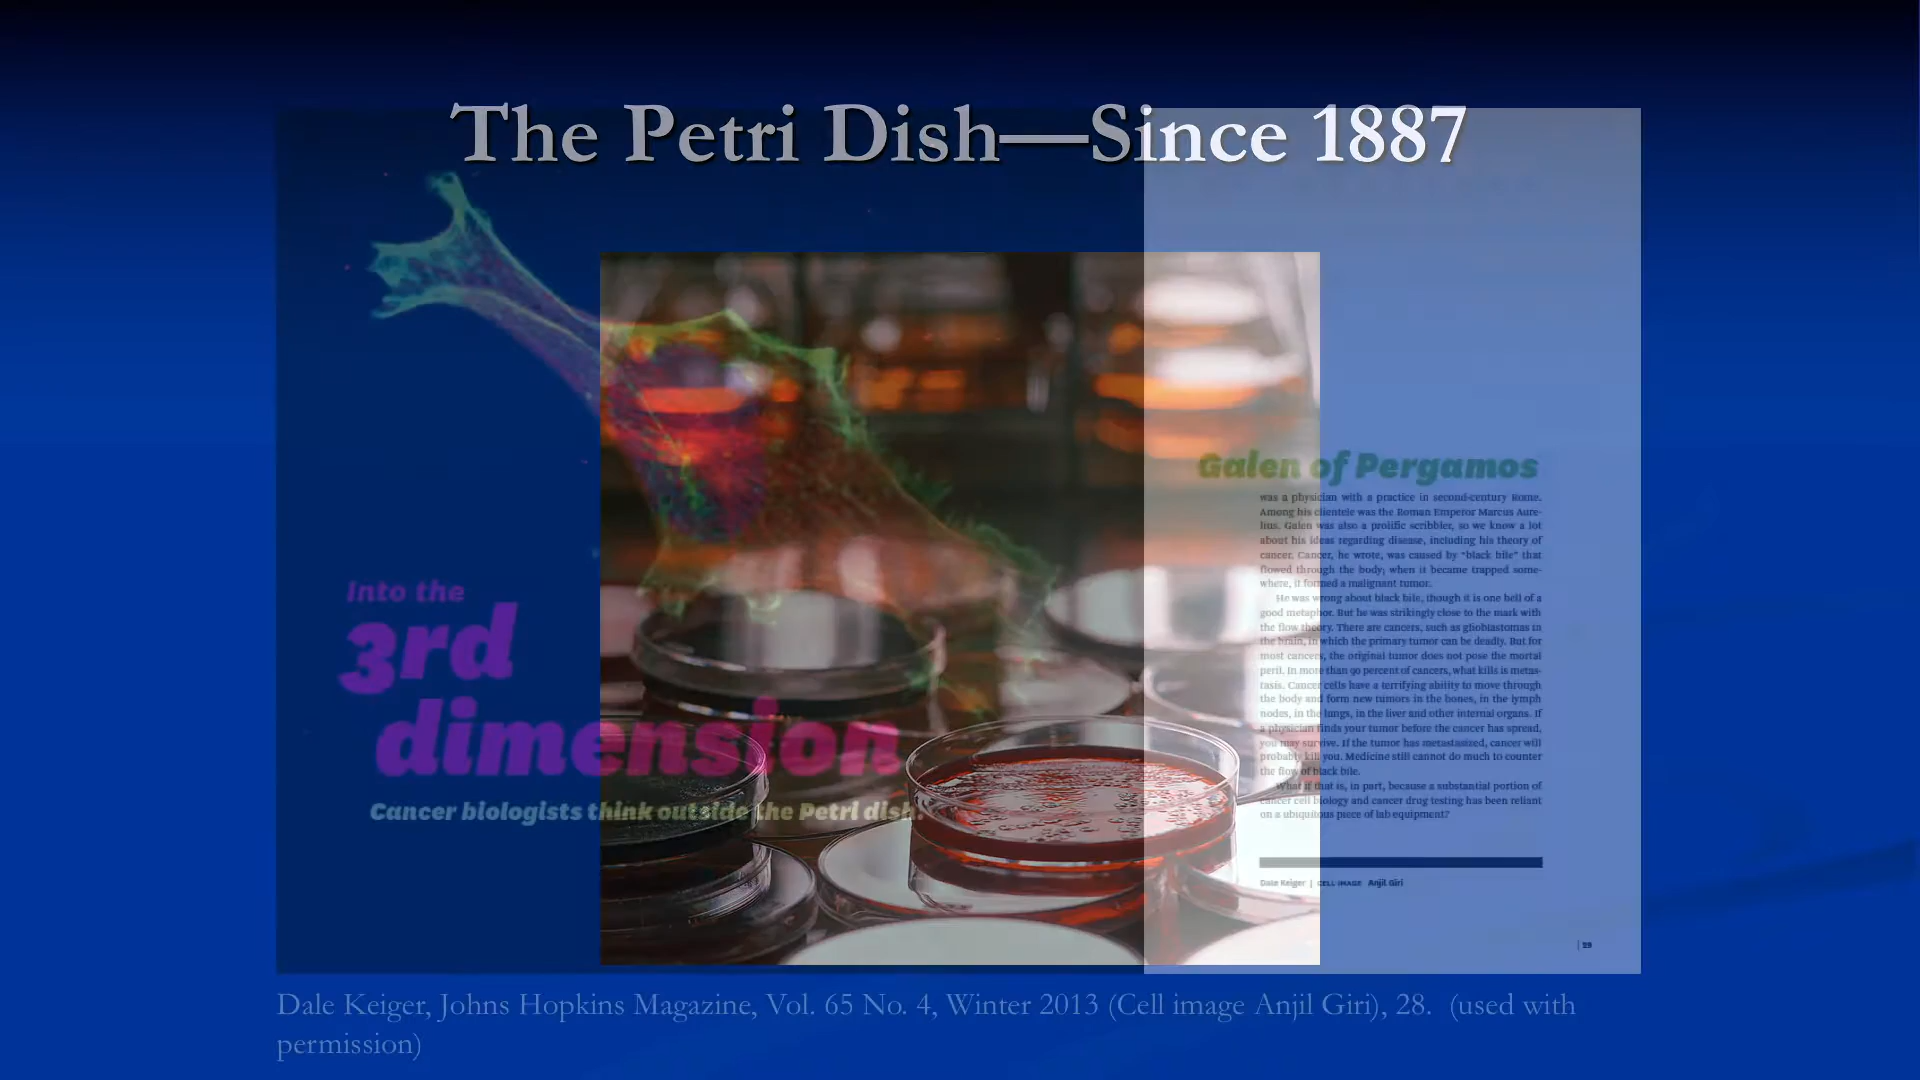 The Petri Dish—Since 1887
Into the
3rd
dimension
Cancer biologists think outside the Petri dish.
Galen of Pergamos
was a physician with a practice in second-century Rome.
Among his clientele was the Roman Emperor Marcus Aure-
lius. Galen was also a prolific scribbler, so we know a lot
about his ideas regarding disease, including his theory of
cancer. Cancer, he wrote, was caused by “black bile” that
flowed through the body; when it became trapped some-
where, it formed a malignant tumor.
He was wrong about black bile, though it is one hell of a
good metaphor. But he was strikingly close to the mark with
the flow theory. There are cancers, such as glioblastomas in
the brain, in which the primary tumor can be deadly. But for
most cancers, the original tumor does not pose the mortal
peril. In more than 90 percent of cancers, what kills is metas-
tasis. Cancer cells have a terrifying ability to move through
the body and form new tumors in the bones, in the lymph
nodes, in the lungs, in the liver and other internal organs. If
a physician finds your tumor before the cancer has spread,
you may survive. If the tumor has metastasized, cancer will
probably kill you. Medicine still cannot do much to counter
the flow of black bile.
What if that is, in part, because a substantial portion of
cancer cell biology and cancer drug testing has been reliant
on a ubiquitous piece of lab equipment?
Dale Keiger | CELL IMAGE Anjil Giri
| 29
Dale Keiger, Johns Hopkins Magazine, Vol. 65 No. 4, Winter 2013 (Cell image Anjil Giri), 28. (used with
permission)